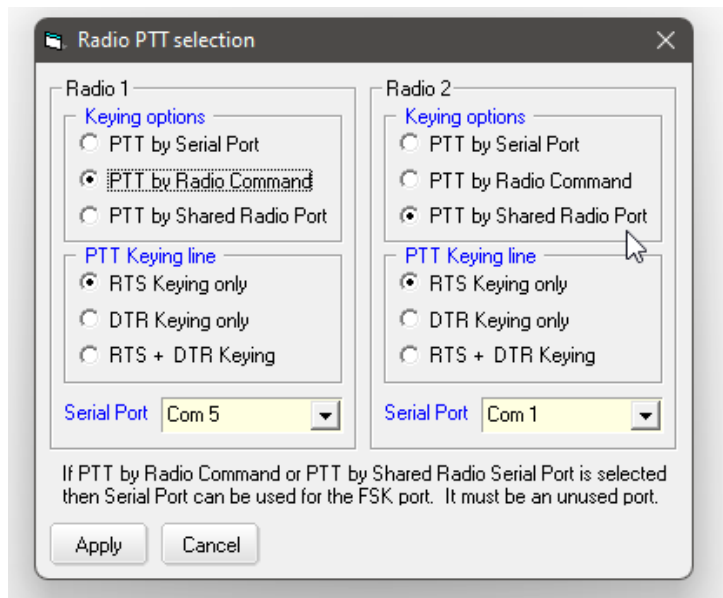 Radio PTT selection
Radio 1
Keying options
PTT by Serial Port
PTT by Radio Command
PTT by Shared Radio Port
PTT Keying line
RTS Keying only
DTR Keying only
RTS + DTR Keying
Serial Port Com 5
Radio 2
Keying options
PTT by Serial Port
PTT by Radio Command
PTT by Shared Radio Port
PTT Keying line
RTS Keying only
DTR Keying only
RTS + DTR Keying
Serial Port Com 1
If PTT by Radio Command or PTT by Shared Radio Serial Port is selected
then Serial Port can be used for the FSK port. It must be an unused port.
Apply Cancel